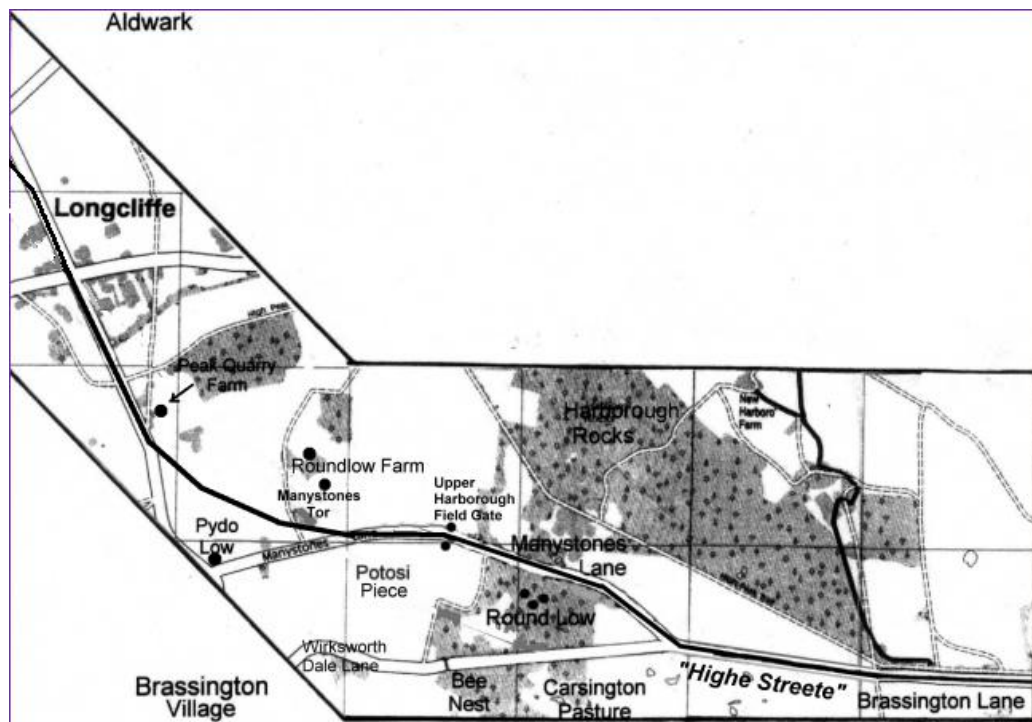 Aldwark
Longcliffe
High Peak
Peak Quarry
Farm
Harborough
Rocks
New
Harboro'
Farm
Roundlow Farm
Manystones
Tor
Upper
Harborough
Field Gate
Pydo
Low
Manystones Lane
Manystones
Lane
Potosi
Piece
Round Low
Wirksworth
Dale Lane
Bee
Nest
Carsington
Pasture
"Highe Streete"
Brassington Lane
Brassington
Village